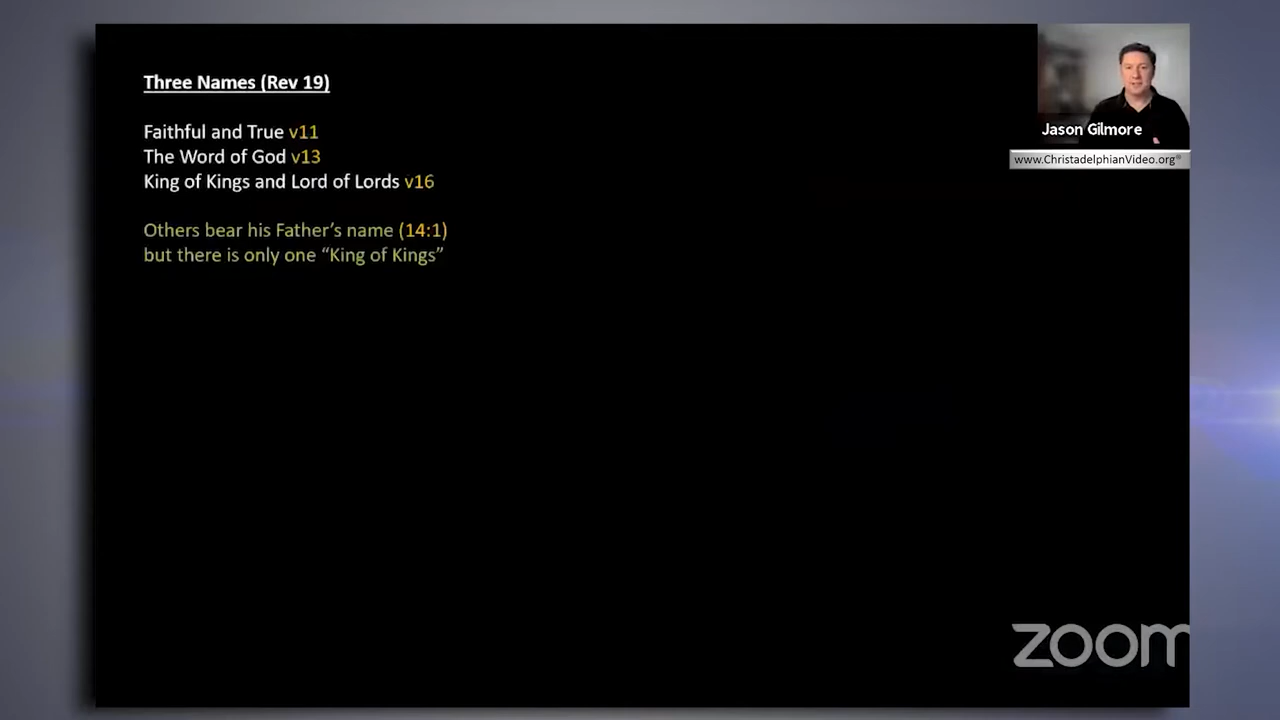 Three Names (Rev 19)
Faithful and True v11
The Word of God v13
King of Kings and Lord of Lords v16
Others bear his Father’s name (14:1)
but there is only one “King of Kings”
Jason Gilmore
www.ChristadelphianVideo.org®
zoom